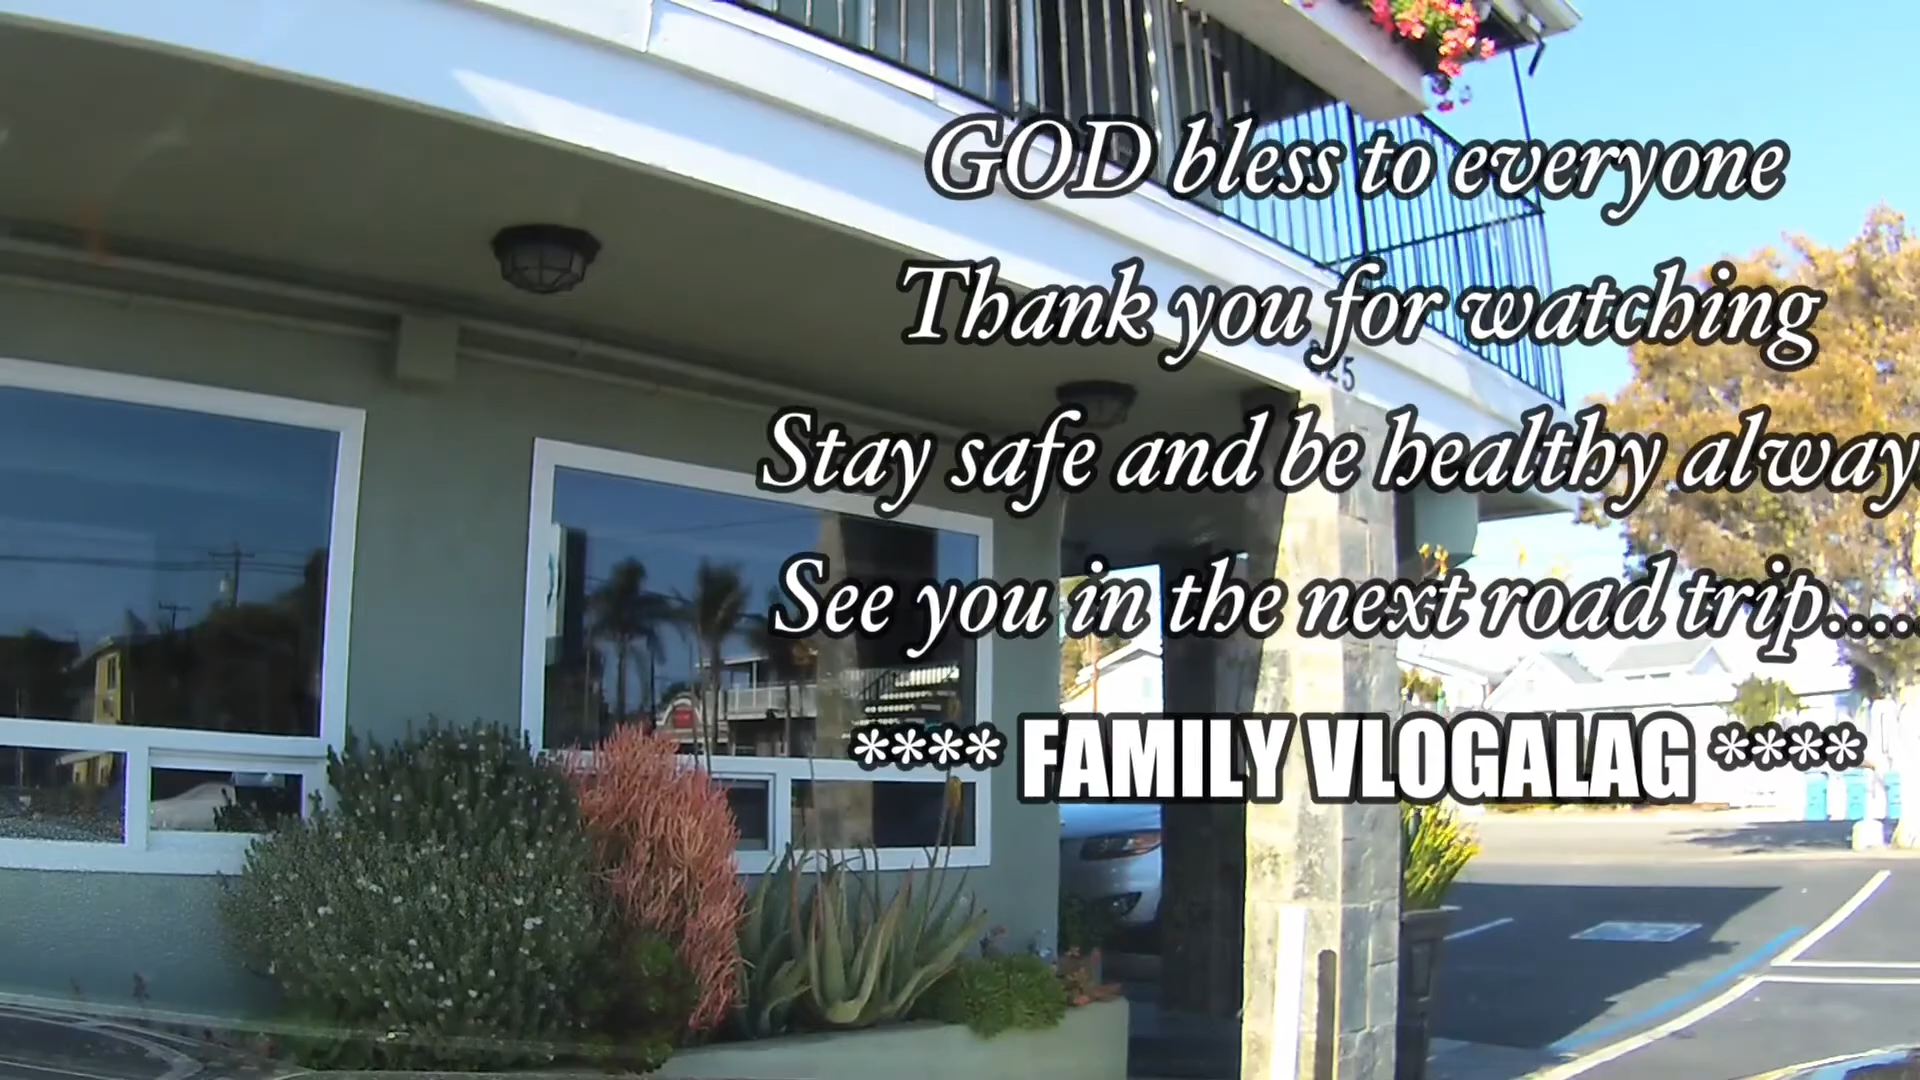 GOD bless to everyone
Thank you for watching
Stay safe and be healthy alway
See you in the next road trip.....
**** FAMILY VLOGALAG ****